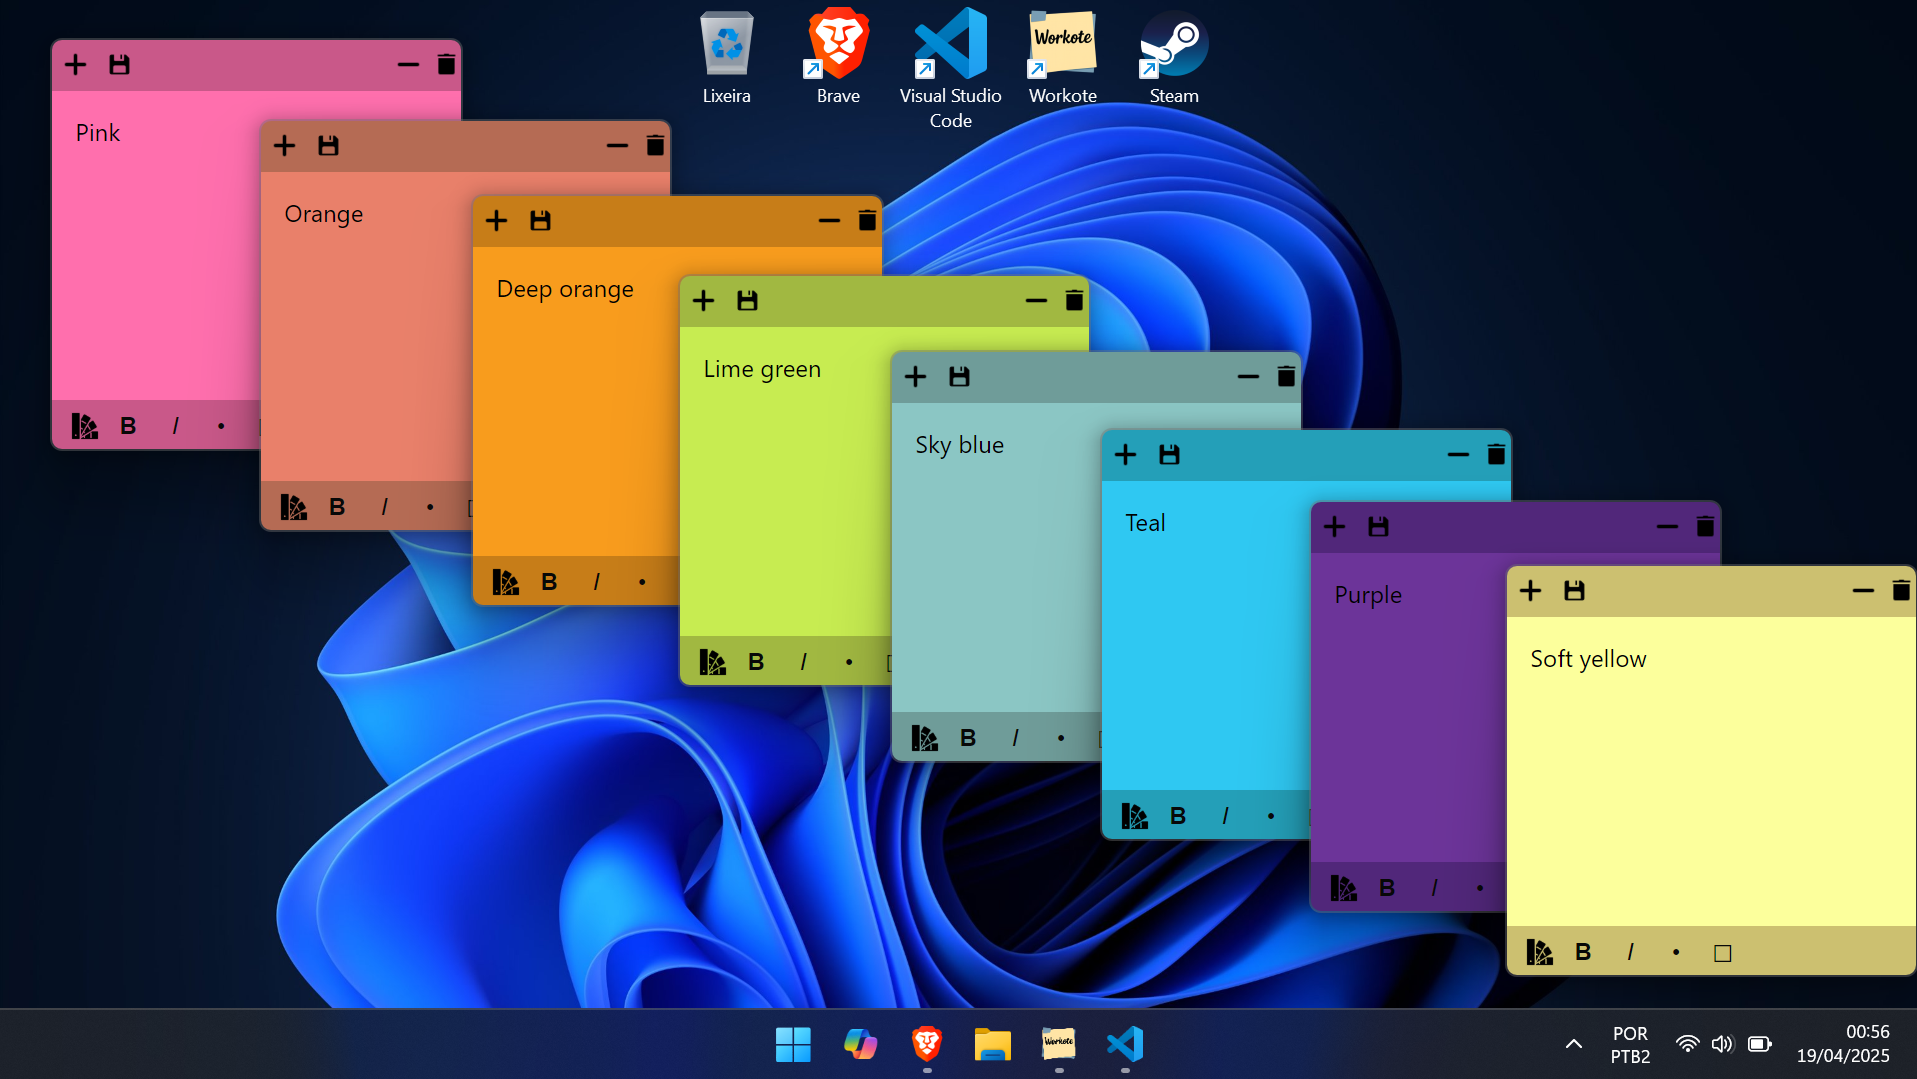 Lixeira
Brave
Visual Studio
Code
Workote
Workote
Steam
Pink
B I •
Orange
B I •
Deep orange
B I •
Lime green
B I •
Sky blue
B I •
Teal
B I •
Purple
B I •
Soft yellow
B I • □
Workote
POR
PTB2
00:56
19/04/2025